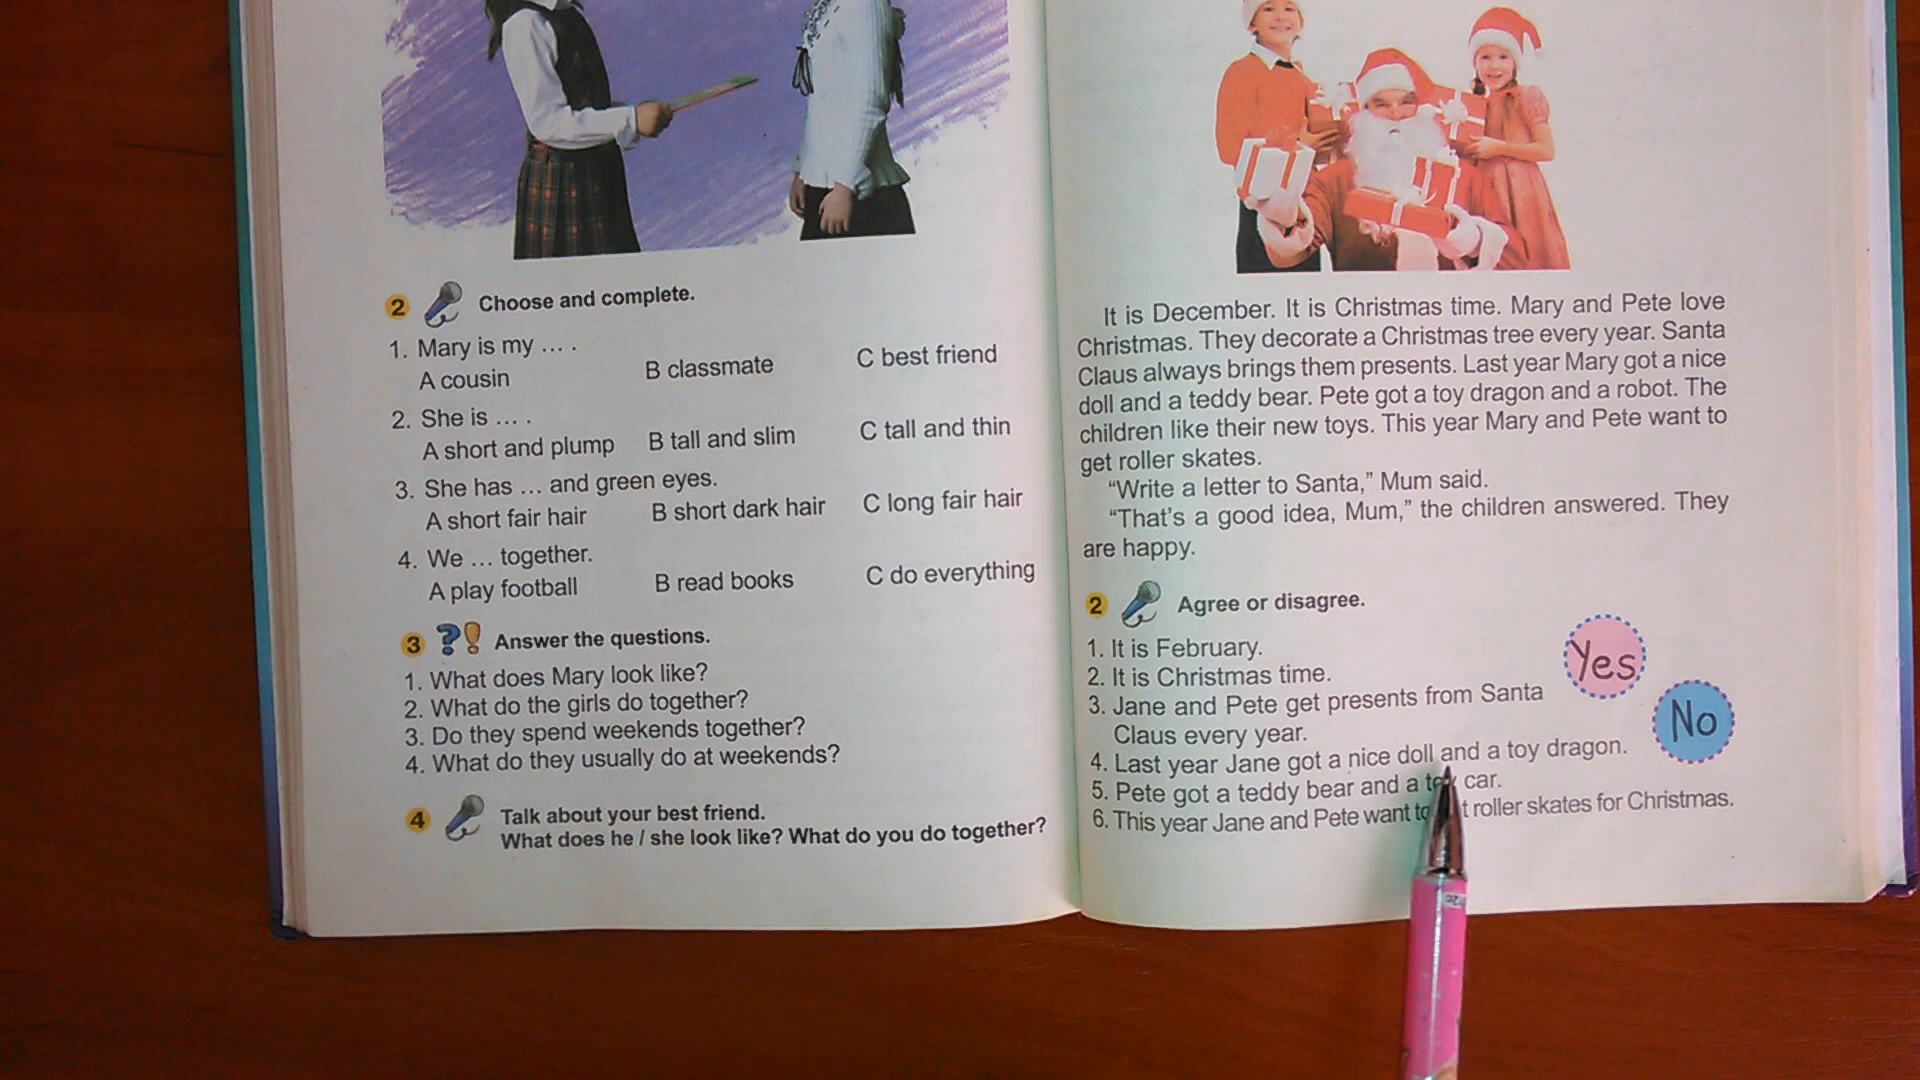 2 Choose and complete.
1. Mary is my ... .
A cousin B classmate C best friend
2. She is ... .
A short and plump B tall and slim C tall and thin
3. She has ... and green eyes.
A short fair hair B short dark hair C long fair hair
4. We ... together.
A play football B read books C do everything
3 ?! Answer the questions.
1. What does Mary look like?
2. What do the girls do together?
3. Do they spend weekends together?
4. What do they usually do at weekends?
4 Talk about your best friend.
What does he / she look like? What do you do together?
It is December. It is Christmas time. Mary and Pete love
Christmas. They decorate a Christmas tree every year. Santa
Claus always brings them presents. Last year Mary got a nice
doll and a teddy bear. Pete got a toy dragon and a robot. The
children like their new toys. This year Mary and Pete want to
get roller skates.
“Write a letter to Santa,” Mum said.
“That’s a good idea, Mum,” the children answered. They
are happy.
2 Agree or disagree.
1. It is February.
2. It is Christmas time.
3. Jane and Pete get presents from Santa
Claus every year.
4. Last year Jane got a nice doll and a toy dragon.
5. Pete got a teddy bear and a toy car.
6. This year Jane and Pete want to roller skates for Christmas.
Yes
No